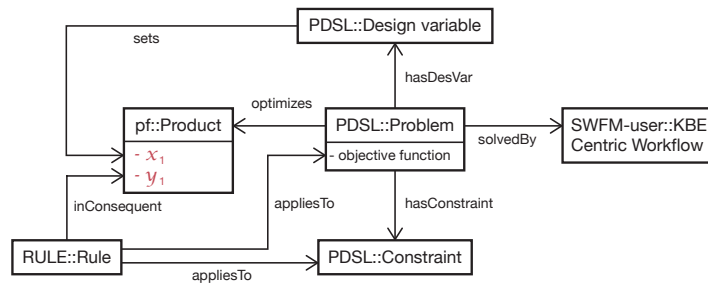 PDSL::Design variable
sets
hasDesVar
optimizes
pf::Product
- x₁
- y₁
PDSL::Problem
- objective function
solvedBy
SWFM-user::KBE
Centric Workflow
inConsequent
appliesTo
hasConstraint
RULE::Rule
appliesTo
PDSL::Constraint